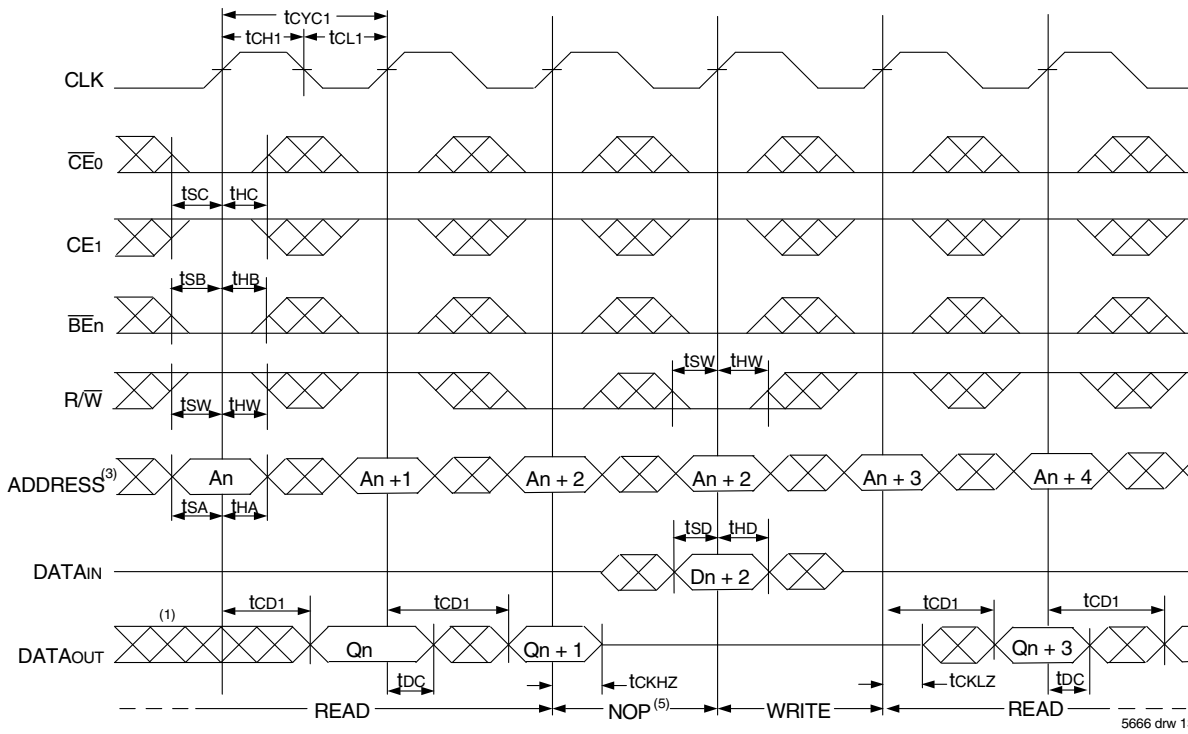 tCYC1
tCH1 tCL1
CLK
CE0
tSC tHC
CE1
tSB tHB
BEn
tSW tHW
R/W
tSW tHW
ADDRESS(3) An An +1 An + 2 An + 2 An + 3 An + 4
tSA tHA
tSD tHD
DATAIN Dn + 2
(1) tCD1 tCD1 tCD1 tCD1
DATAOUT Qn Qn + 1 Qn + 3
tDC tCKHZ tCKLZ tDC
READ NOP(5) WRITE READ
5666 drw 1